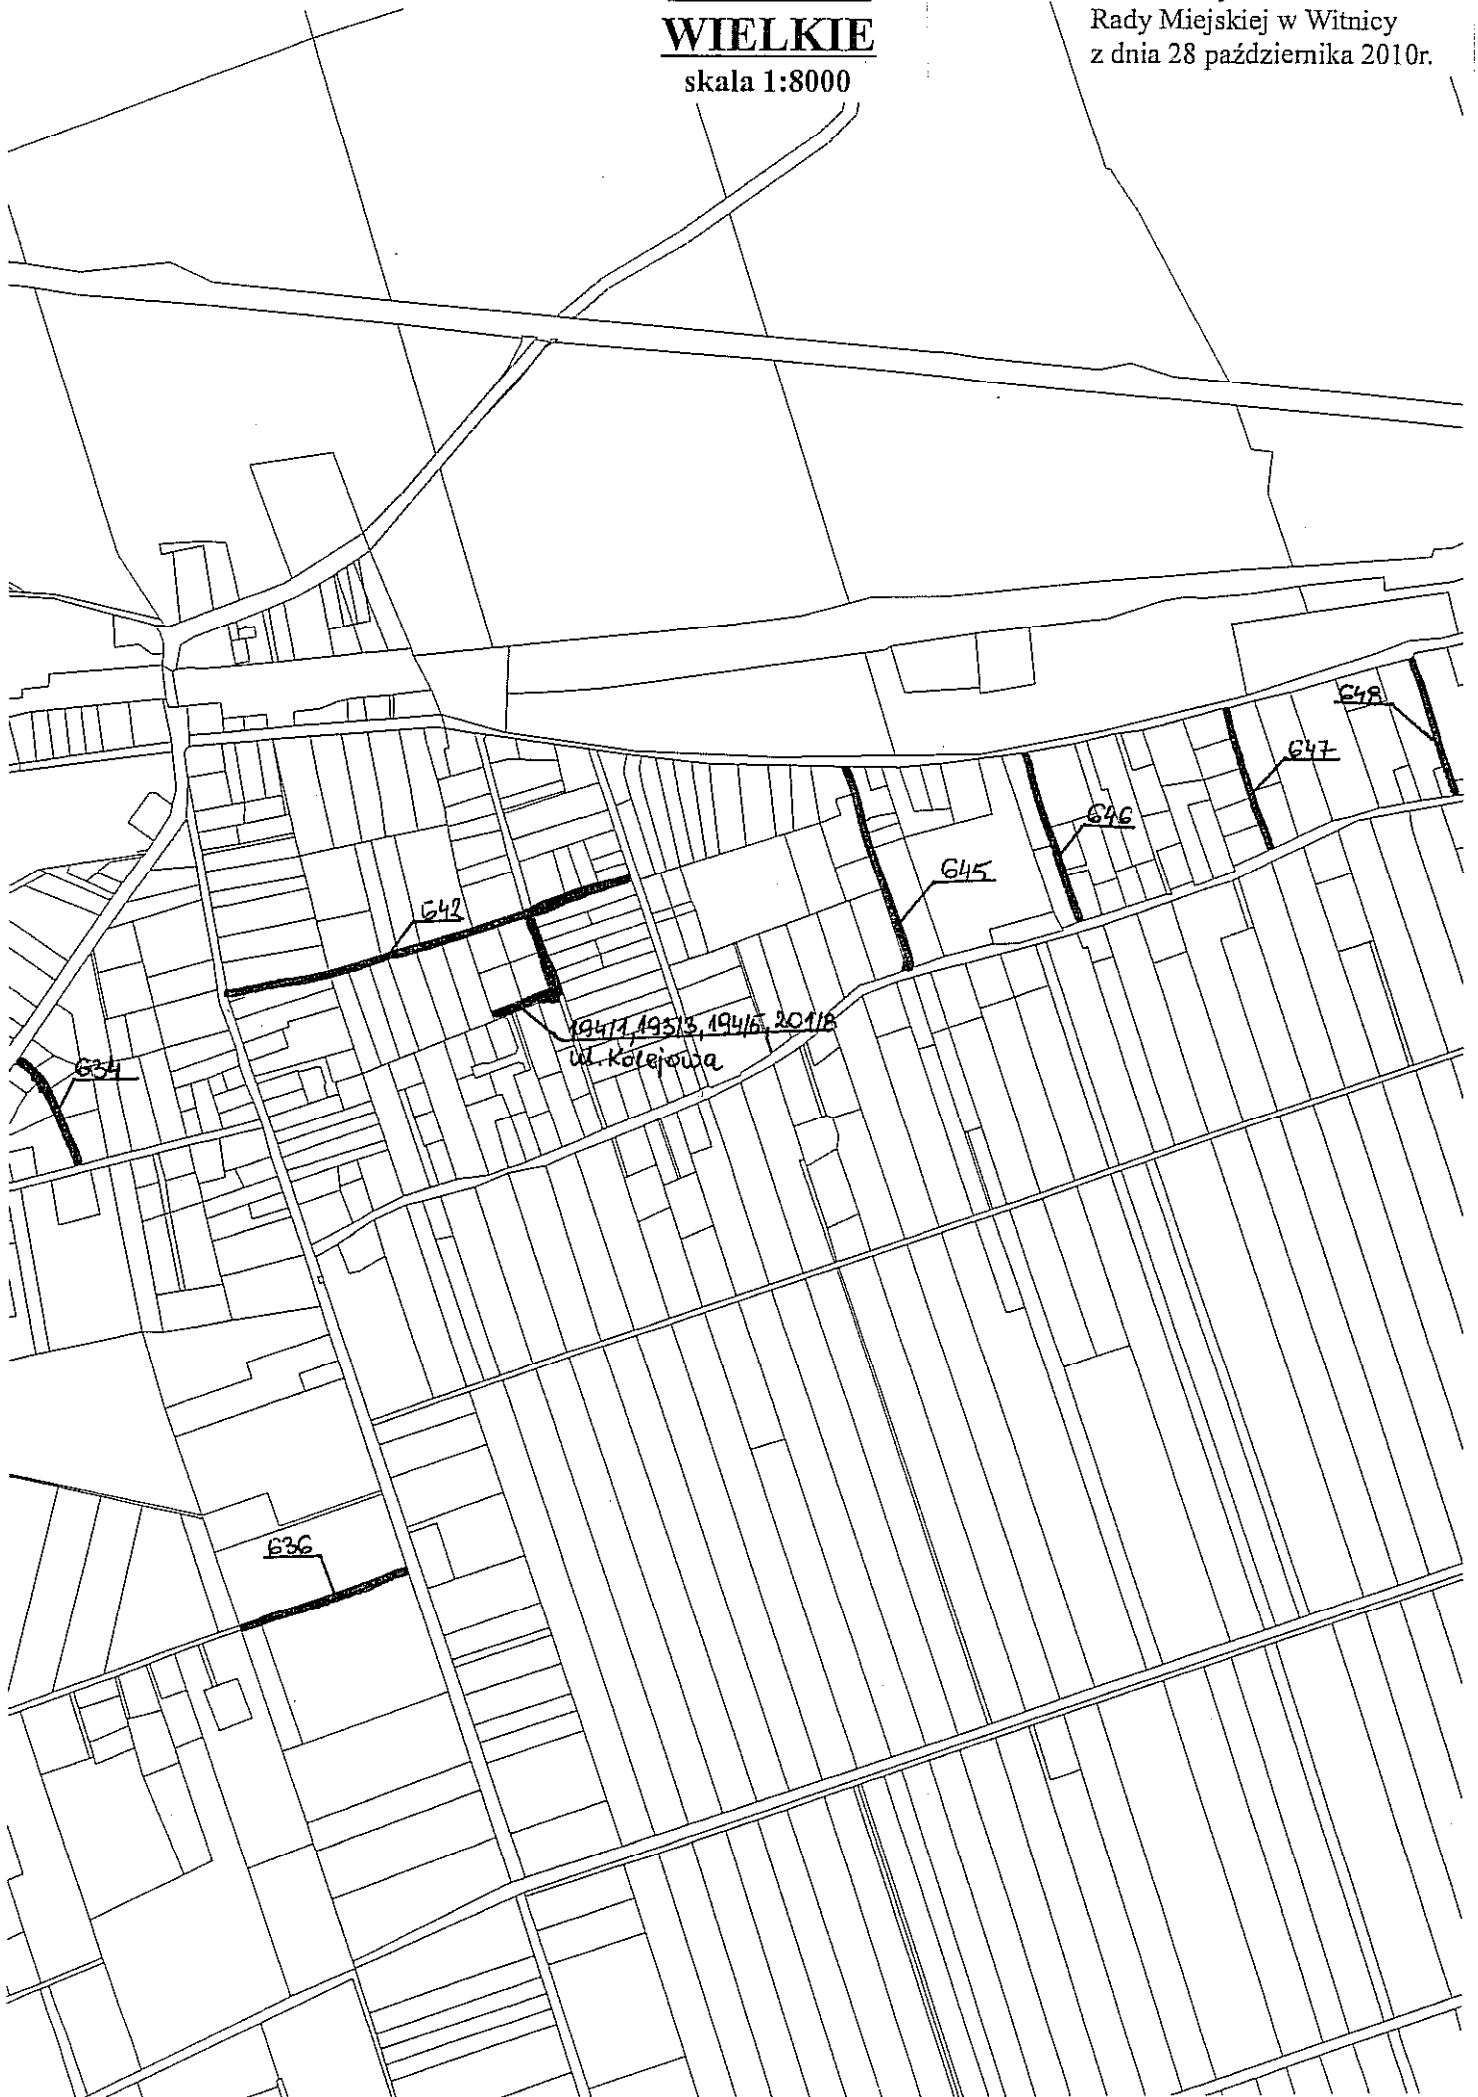 WIELKIE
skala 1:8000
Rady Miejskiej w Witnicy
z dnia 28 października 2010r.
648
647
646
645
642
194/1, 193/3, 194/5, 201/8
ul. Kolejowa
634
636